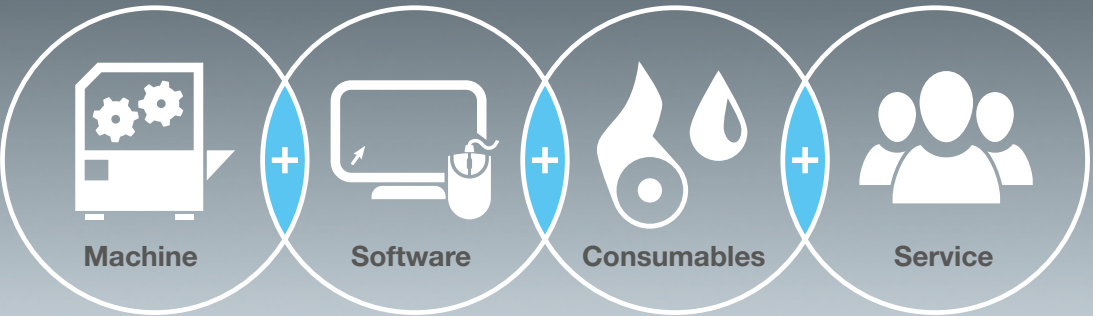 Machine
+
Software
+
Consumables
+
Service